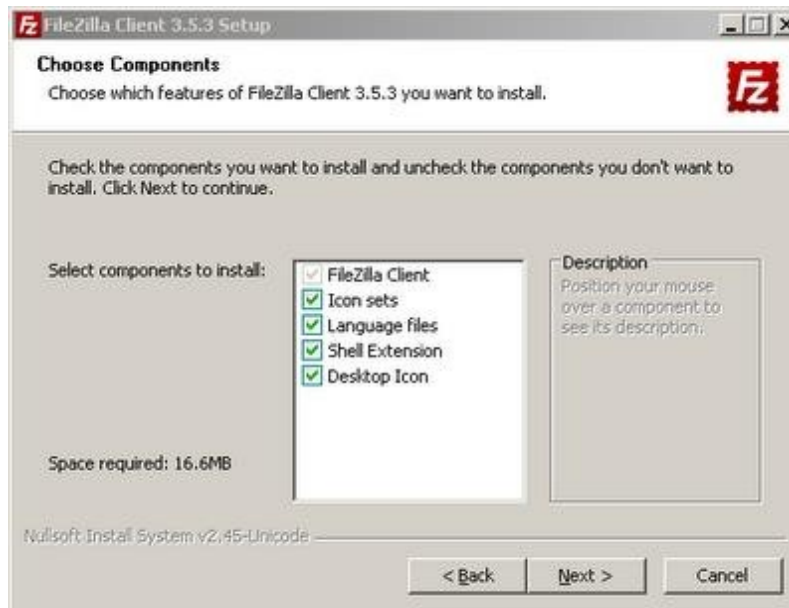 FileZilla Client 3.5.3 Setup
Choose Components
Choose which features of FileZilla Client 3.5.3 you want to install.
Fz
Check the components you want to install and uncheck the components you don't want to
install. Click Next to continue.
Select components to install:
FileZilla Client
Icon sets
Language files
Shell Extension
Desktop Icon
Description
Position your mouse
over a component to
see its description.
Space required: 16.6MB
Nullsoft Install System v2.45-Unicode
< Back
Next >
Cancel